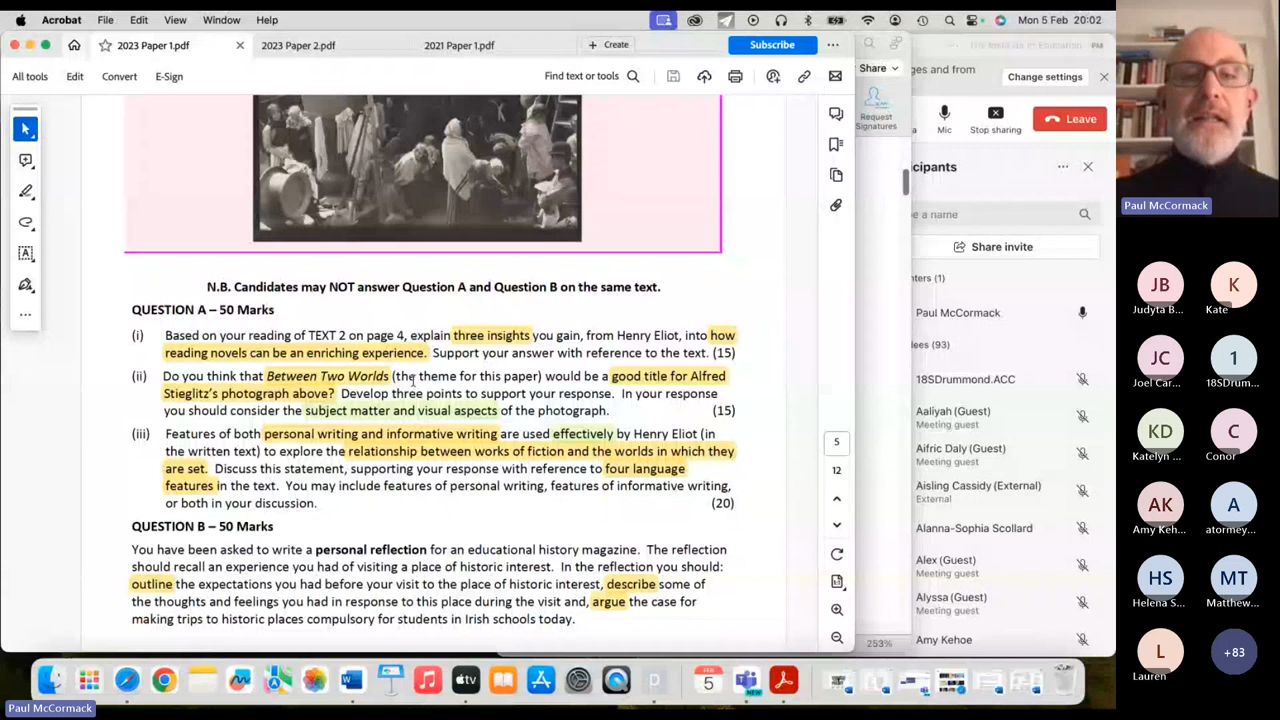 Acrobat File Edit View Window Help Mon 5 Feb 20:02
2023 Paper 1.pdf 2023 Paper 2.pdf 2021 Paper 1.pdf Create Subscribe
All tools Edit Convert E-Sign Find text or tools Share
ges and from Change settings
Request
Signatures
a Mic Stop sharing Leave
icipants
e a name
Share invite
nters (1)
Paul McCormack
ees (93)
18SDrummond.ACC
Aaliyah (Guest)
Meeting guest
Aifric Daly (Guest)
Meeting guest
Aisling Cassidy (External)
External
Alanna-Sophia Scollard
Alex (Guest)
Meeting guest
Alyssa (Guest)
Meeting guest
Amy Kehoe
N.B. Candidates may NOT answer Question A and Question B on the same text.
QUESTION A – 50 Marks
(i) Based on your reading of TEXT 2 on page 4, explain three insights you gain, from Henry Eliot, into how
reading novels can be an enriching experience. Support your answer with reference to the text. (15)
(ii) Do you think that Between Two Worlds (the theme for this paper) would be a good title for Alfred
Stieglitz's photograph above? Develop three points to support your response. In your response
you should consider the subject matter and visual aspects of the photograph. (15)
(iii) Features of both personal writing and informative writing are used effectively by Henry Eliot (in
the written text) to explore the relationship between works of fiction and the worlds in which they
are set. Discuss this statement, supporting your response with reference to four language
features in the text. You may include features of personal writing, features of informative writing,
or both in your discussion. (20)
QUESTION B – 50 Marks
You have been asked to write a personal reflection for an educational history magazine. The reflection
should recall an experience you had of visiting a place of historic interest. In the reflection you should:
outline the expectations you had before your visit to the place of historic interest, describe some of
the thoughts and feelings you had in response to this place during the visit and, argue the case for
making trips to historic places compulsory for students in Irish schools today.
5
12
253%
Paul McCormack
JB K
Judyta B... Kate
JC 1
Joel Car... 18SDrum...
KD C
Katelyn ... Conor
AK A
Amy Keh... atormey...
HS MT
Helena S... Matthew...
L +83
Lauren
FEB
5
NEW
Paul McCormack